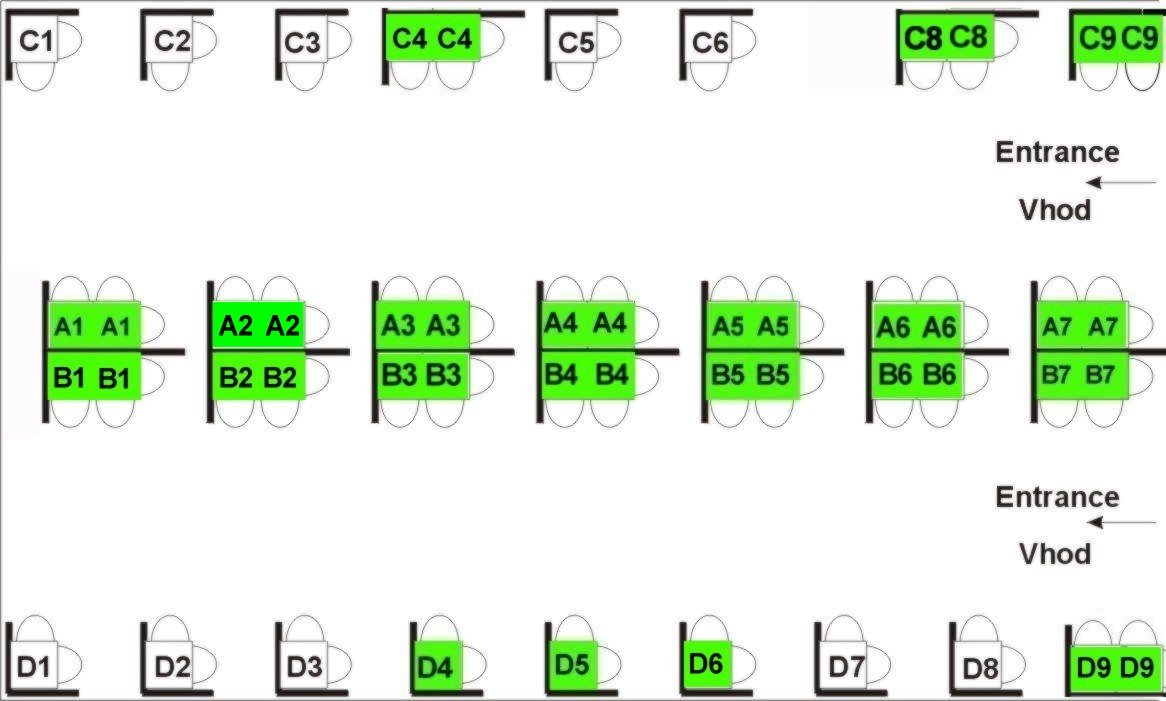 C1 C2 C3 C4 C4 C5 C6 C8 C8 C9 C9
Entrance
Vhod
A1 A1 A2 A2 A3 A3 A4 A4 A5 A5 A6 A6 A7 A7
B1 B1 B2 B2 B3 B3 B4 B4 B5 B5 B6 B6 B7 B7
Entrance
Vhod
D1 D2 D3 D4 D5 D6 D7 D8 D9 D9